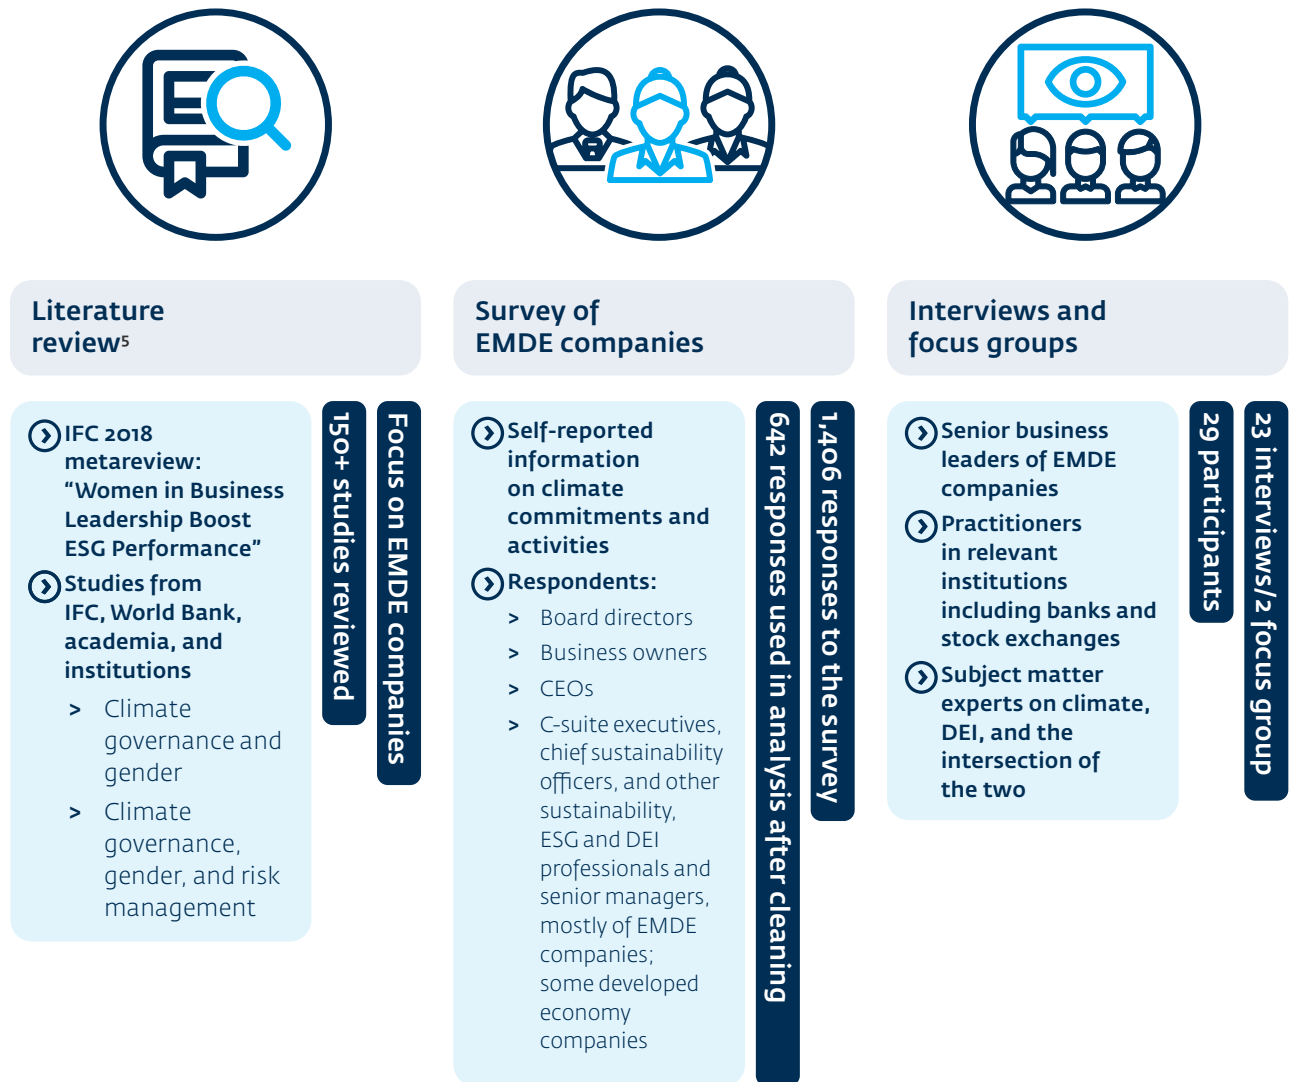 Literature
review5
IFC 2018
metareview:
“Women in Business
Leadership Boost
ESG Performance”
Studies from
IFC, World Bank,
academia, and
institutions
> Climate
governance and
gender
> Climate
governance,
gender, and risk
management
150+ studies reviewed
Focus on EMDE companies
Survey of
EMDE companies
Self-reported
information
on climate
commitments and
activities
Respondents:
> Board directors
> Business owners
> CEOs
> C-suite executives,
chief sustainability
officers, and other
sustainability,
ESG and DEI
professionals and
senior managers,
mostly of EMDE
companies;
some developed
economy
companies
642 responses used in analysis after cleaning
1,406 responses to the survey
Interviews and
focus groups
Senior business
leaders of EMDE
companies
Practitioners
in relevant
institutions
including banks and
stock exchanges
Subject matter
experts on climate,
DEI, and the
intersection of
the two
29 participants
23 interviews/2 focus group